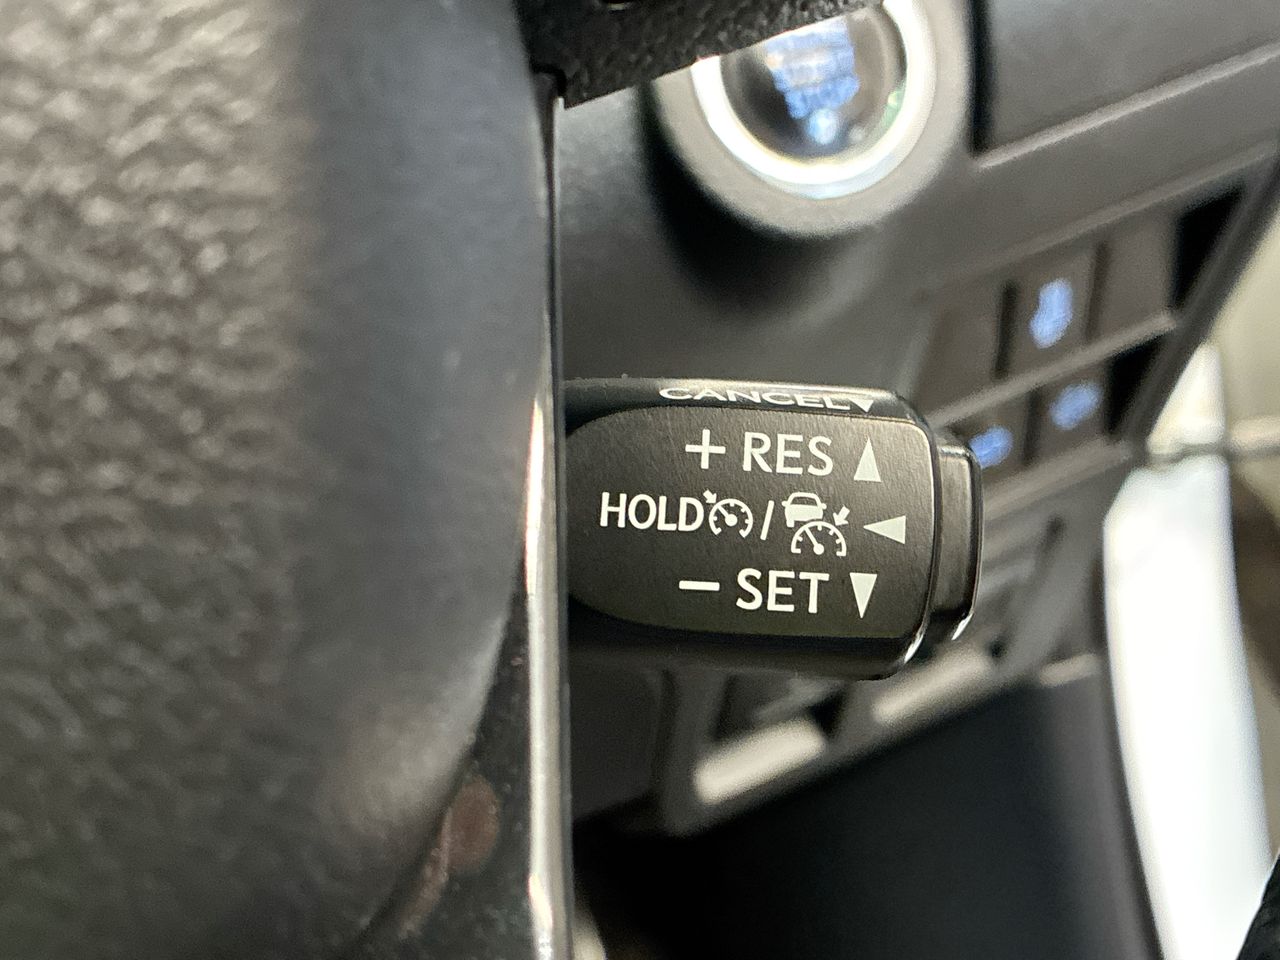 CANCEL▼
+ RES ▲
HOLD / ◀
− SET ▼